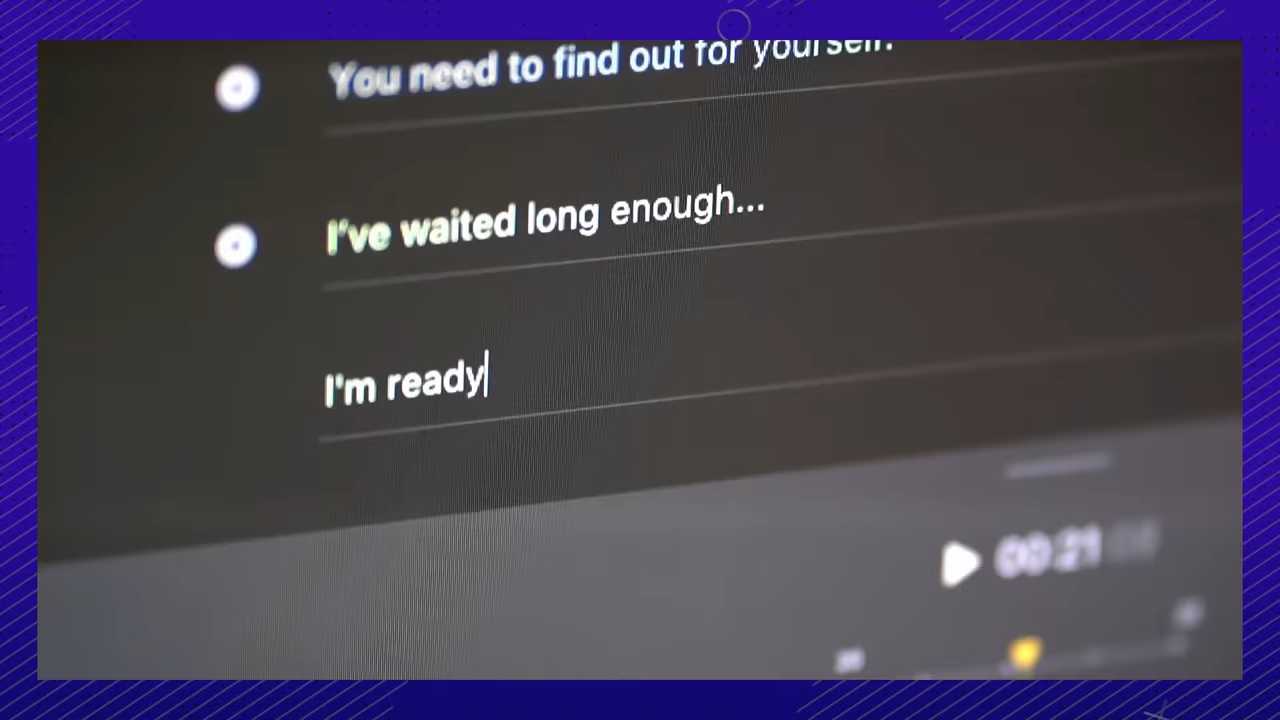 You need to find out for yourself.
I've waited long enough...
I'm ready
00:21